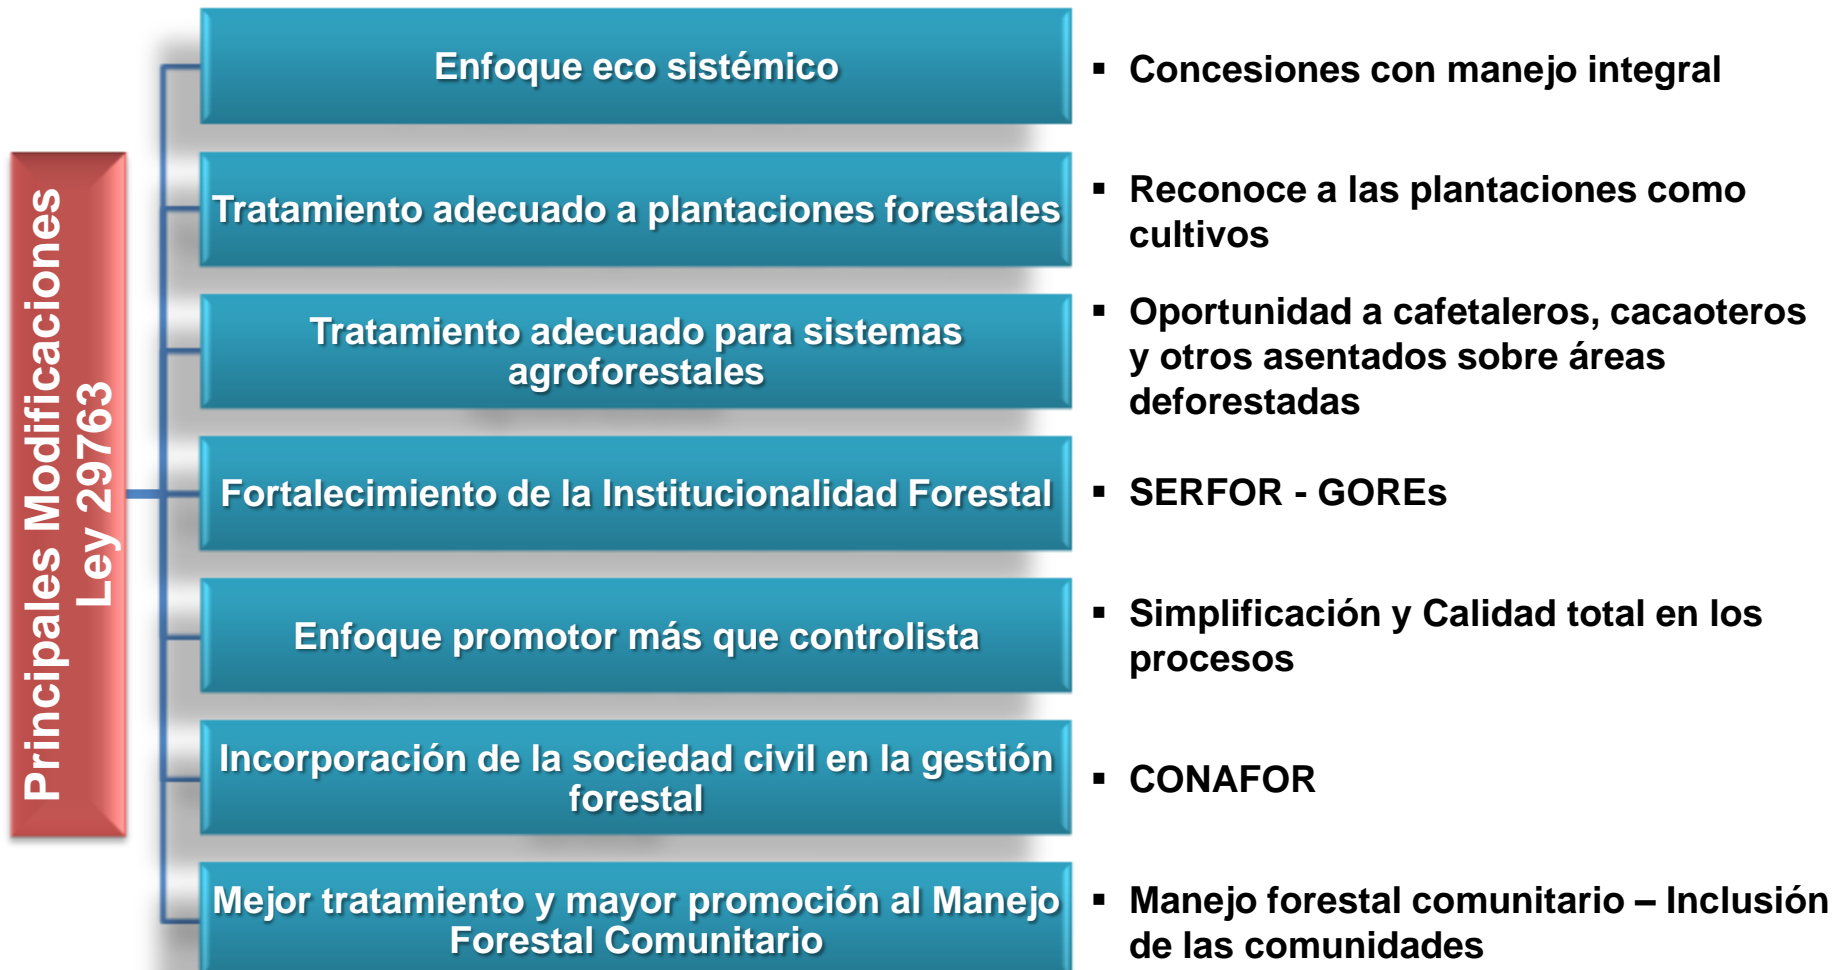 Principales Modificaciones
Ley 29763
Enfoque eco sistémico
▪ Concesiones con manejo integral
Tratamiento adecuado a plantaciones forestales
▪ Reconoce a las plantaciones como
cultivos
Tratamiento adecuado para sistemas
agroforestales
▪ Oportunidad a cafetaleros, cacaoteros
y otros asentados sobre áreas
deforestadas
Fortalecimiento de la Institucionalidad Forestal
▪ SERFOR - GOREs
Enfoque promotor más que controlista
▪ Simplificación y Calidad total en los
procesos
Incorporación de la sociedad civil en la gestión
forestal
▪ CONAFOR
Mejor tratamiento y mayor promoción al Manejo
Forestal Comunitario
▪ Manejo forestal comunitario – Inclusión
de las comunidades